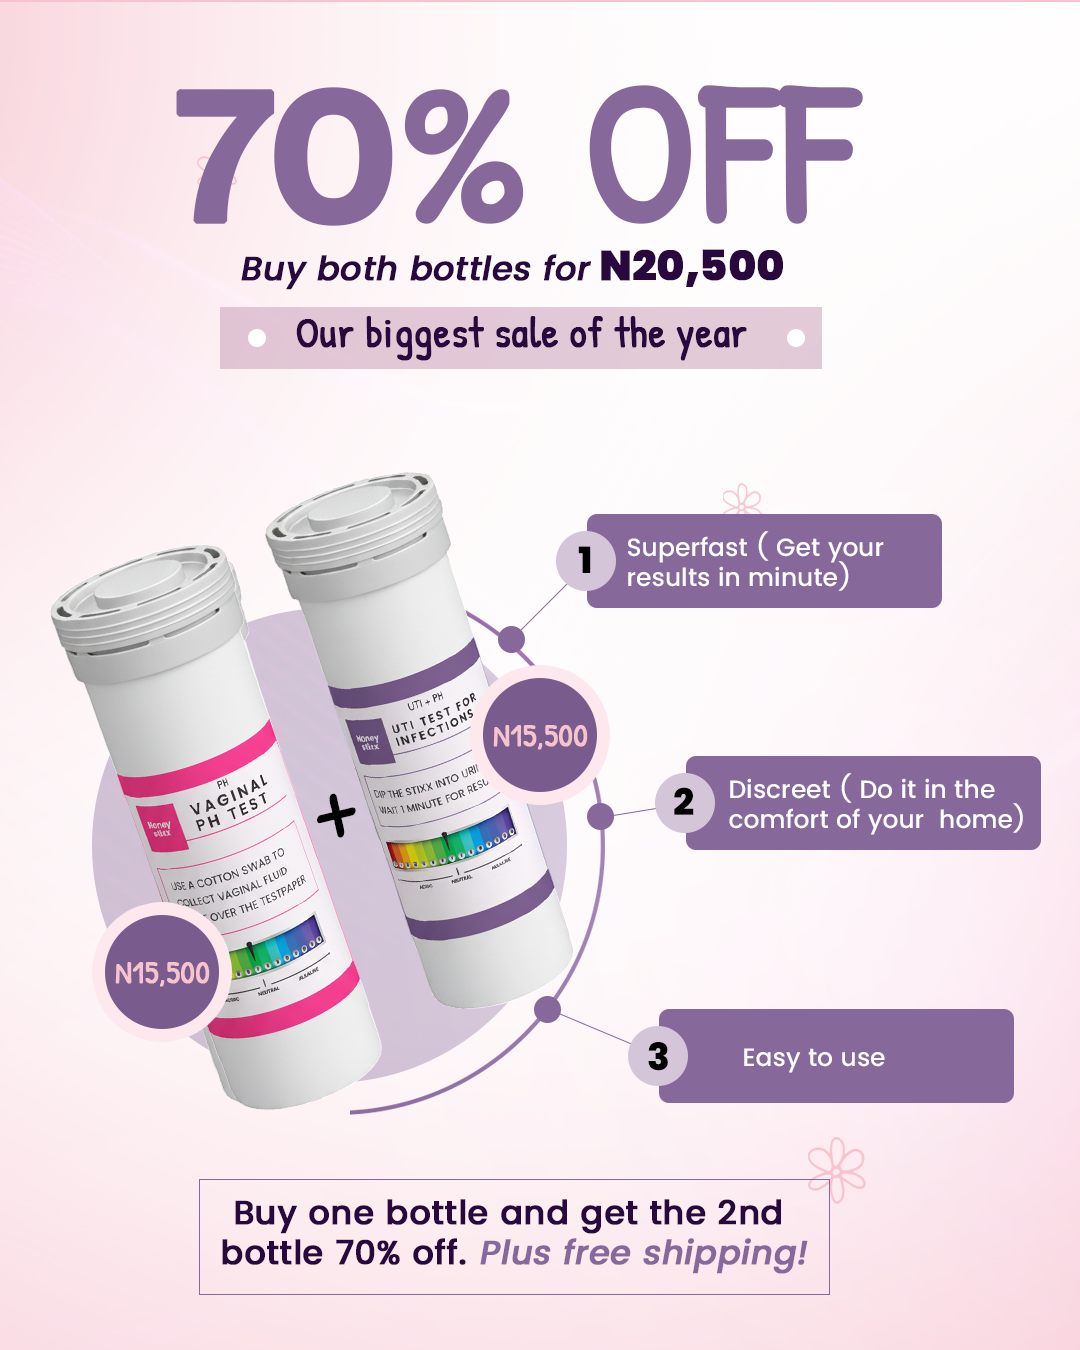 70% OFF
Buy both bottles for N20,500
Our biggest sale of the year
1
Superfast ( Get your
results in minute)
UTI + PH
Honey
stixx
UTI TEST FOR
INFECTIONS
DIP THE STIXX INTO
WAIT 1 MINUTE FOR
ACIDIC
NEUTRAL
ALKALINE
N15,500
2
Discreet ( Do it in the
comfort of your  home)
PH
VAGINAL
PH TEST
Honey
stixx
USE A COTTON SWAB TO
COLLECT VAGINAL FLUID
OVER THE TESTPAPER
NEUTRAL
ALKALINE
N15,500
+
3
Easy to use
Buy one bottle and get the 2nd
bottle 70% off. Plus free shipping!